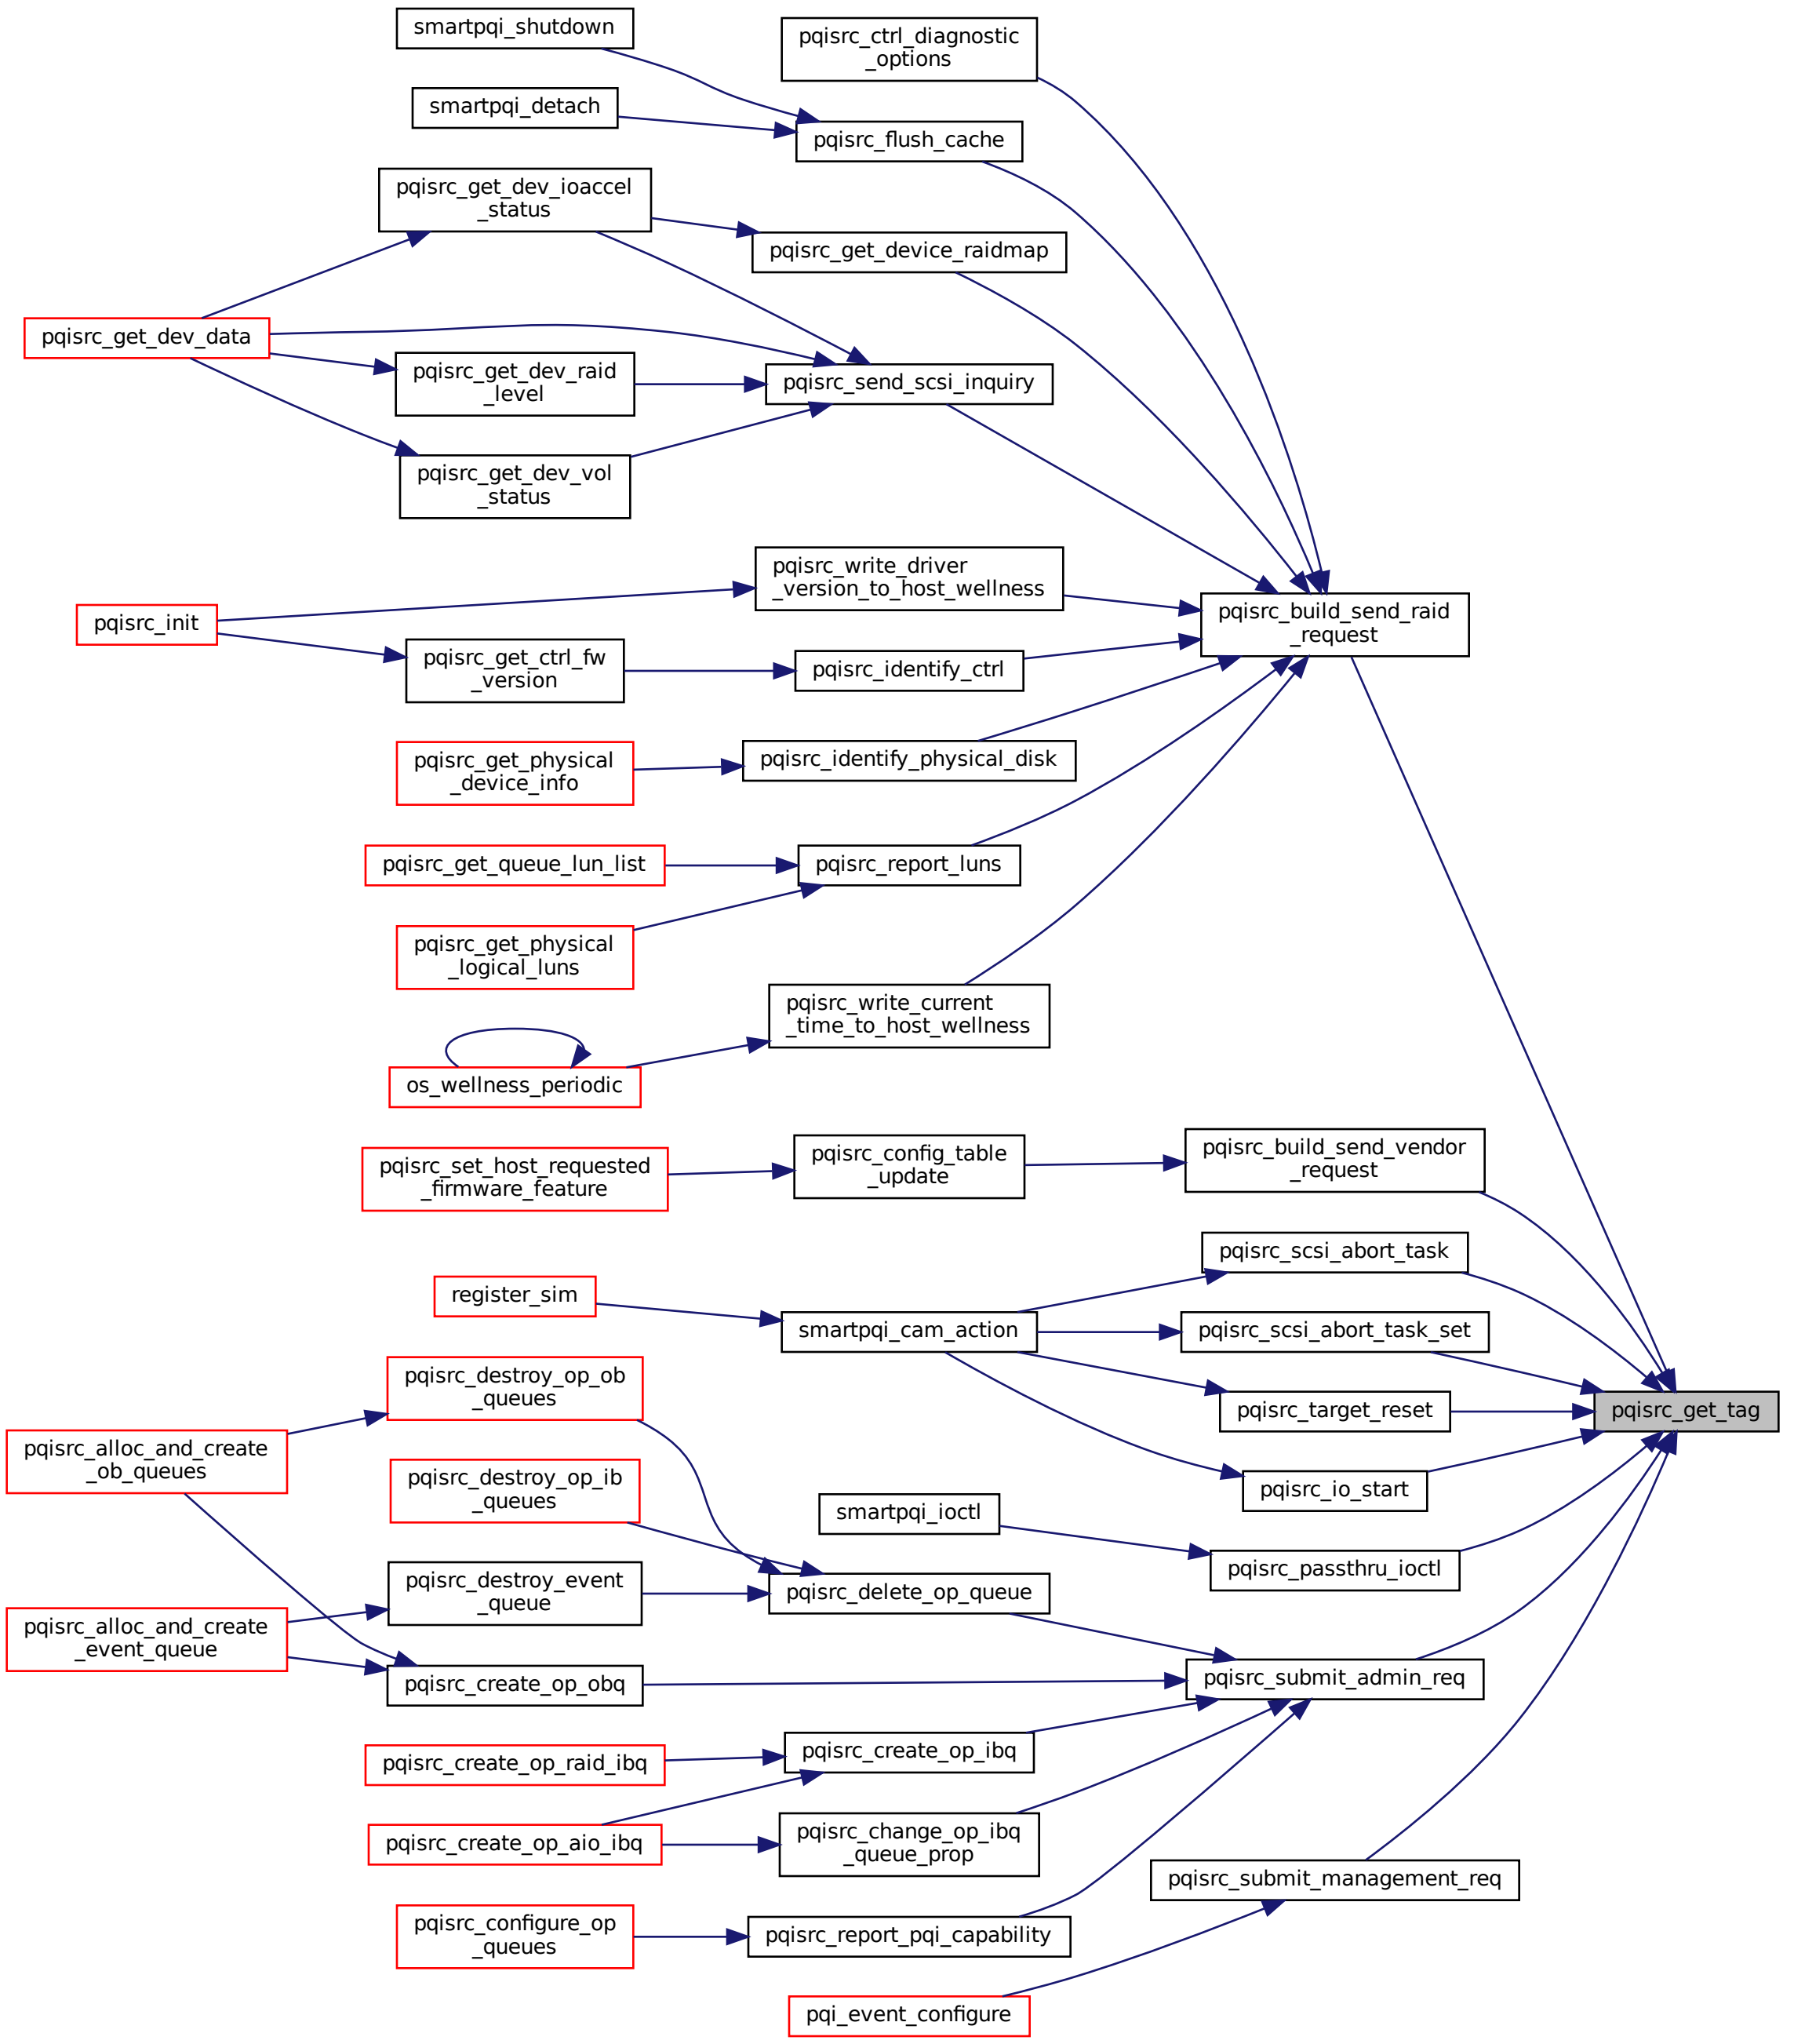 smartpqi_shutdown
pqisrc_ctrl_diagnostic
_options
smartpqi_detach
pqisrc_flush_cache
pqisrc_get_dev_ioaccel
_status
pqisrc_get_device_raidmap
pqisrc_get_dev_data
pqisrc_get_dev_raid
_level
pqisrc_send_scsi_inquiry
pqisrc_get_dev_vol
_status
pqisrc_write_driver
_version_to_host_wellness
pqisrc_init
pqisrc_build_send_raid
_request
pqisrc_get_ctrl_fw
_version
pqisrc_identify_ctrl
pqisrc_get_physical
_device_info
pqisrc_identify_physical_disk
pqisrc_get_queue_lun_list
pqisrc_report_luns
pqisrc_get_physical
_logical_luns
pqisrc_write_current
_time_to_host_wellness
os_wellness_periodic
pqisrc_set_host_requested
_firmware_feature
pqisrc_config_table
_update
pqisrc_build_send_vendor
_request
pqisrc_scsi_abort_task
register_sim
smartpqi_cam_action
pqisrc_scsi_abort_task_set
pqisrc_destroy_op_ob
_queues
pqisrc_target_reset
pqisrc_get_tag
pqisrc_alloc_and_create
_ob_queues
pqisrc_destroy_op_ib
_queues
pqisrc_io_start
smartpqi_ioctl
pqisrc_passthru_ioctl
pqisrc_destroy_event
_queue
pqisrc_delete_op_queue
pqisrc_alloc_and_create
_event_queue
pqisrc_create_op_obq
pqisrc_submit_admin_req
pqisrc_create_op_raid_ibq
pqisrc_create_op_ibq
pqisrc_create_op_aio_ibq
pqisrc_change_op_ibq
_queue_prop
pqisrc_submit_management_req
pqisrc_configure_op
_queues
pqisrc_report_pqi_capability
pqi_event_configure